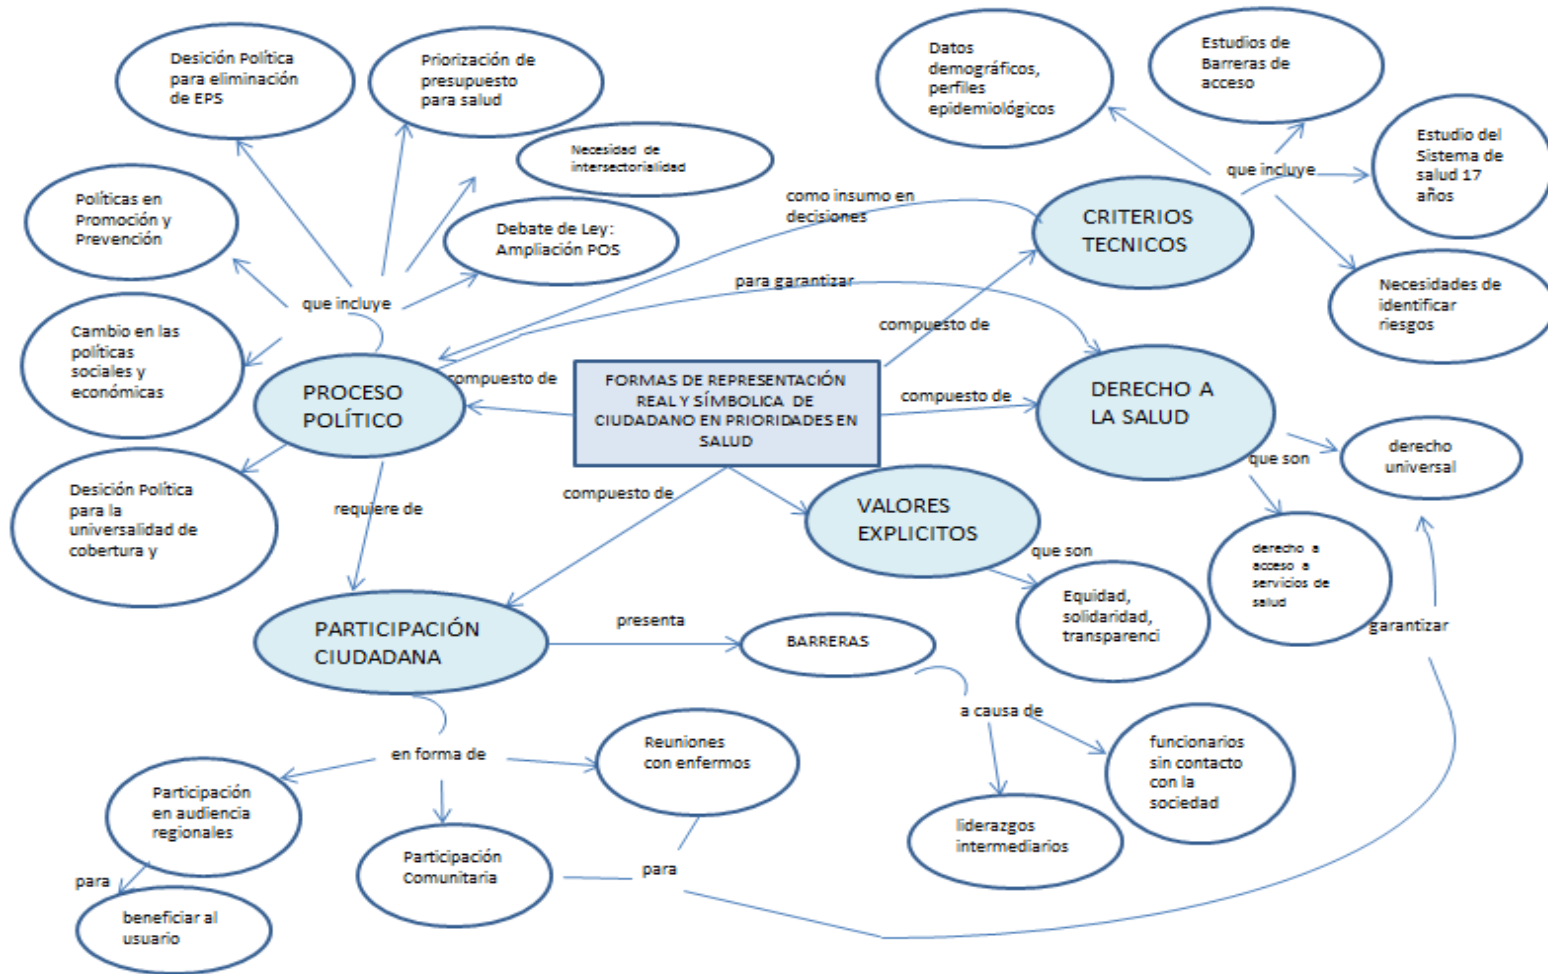 Desición Política
para eliminación
de EPS
Priorización de
presupuesto
para salud
Necesidad de
intersectorialidad
Políticas en
Promoción y
Prevención
Debate de Ley:
Ampliación POS
que incluye
Cambio en las
políticas
sociales y
económicas
PROCESO
POLÍTICO
Desición Política
para la
universalidad de
cobertura y
requiere de
como insumo en
decisiones
para garantizar
compuesto de
FORMAS DE REPRESENTACIÓN
REAL Y SÍMBOLICA DE
CIUDADANO EN PRIORIDADES EN
SALUD
compuesto de
compuesto de
compuesto de
Datos
demográficos,
perfiles
epidemiológicos
Estudios de
Barreras de
acceso
Estudio del
Sistema de
salud 17
años
que incluye
CRITERIOS
TECNICOS
Necesidades de
identificar
riesgos
DERECHO A
LA SALUD
que son
derecho
universal
derecho a
acceso a
servicios de
salud
garantizar
VALORES
EXPLICITOS
que son
Equidad,
solidaridad,
transparenci
PARTICIPACIÓN
CIUDADANA
presenta
BARRERAS
a causa de
funcionarios
sin contacto
con la
sociedad
liderazgos
intermediarios
en forma de
Reuniones
con enfermos
Participación
en audiencia
regionales
Participación
Comunitaria
para
para
beneficiar al
usuario